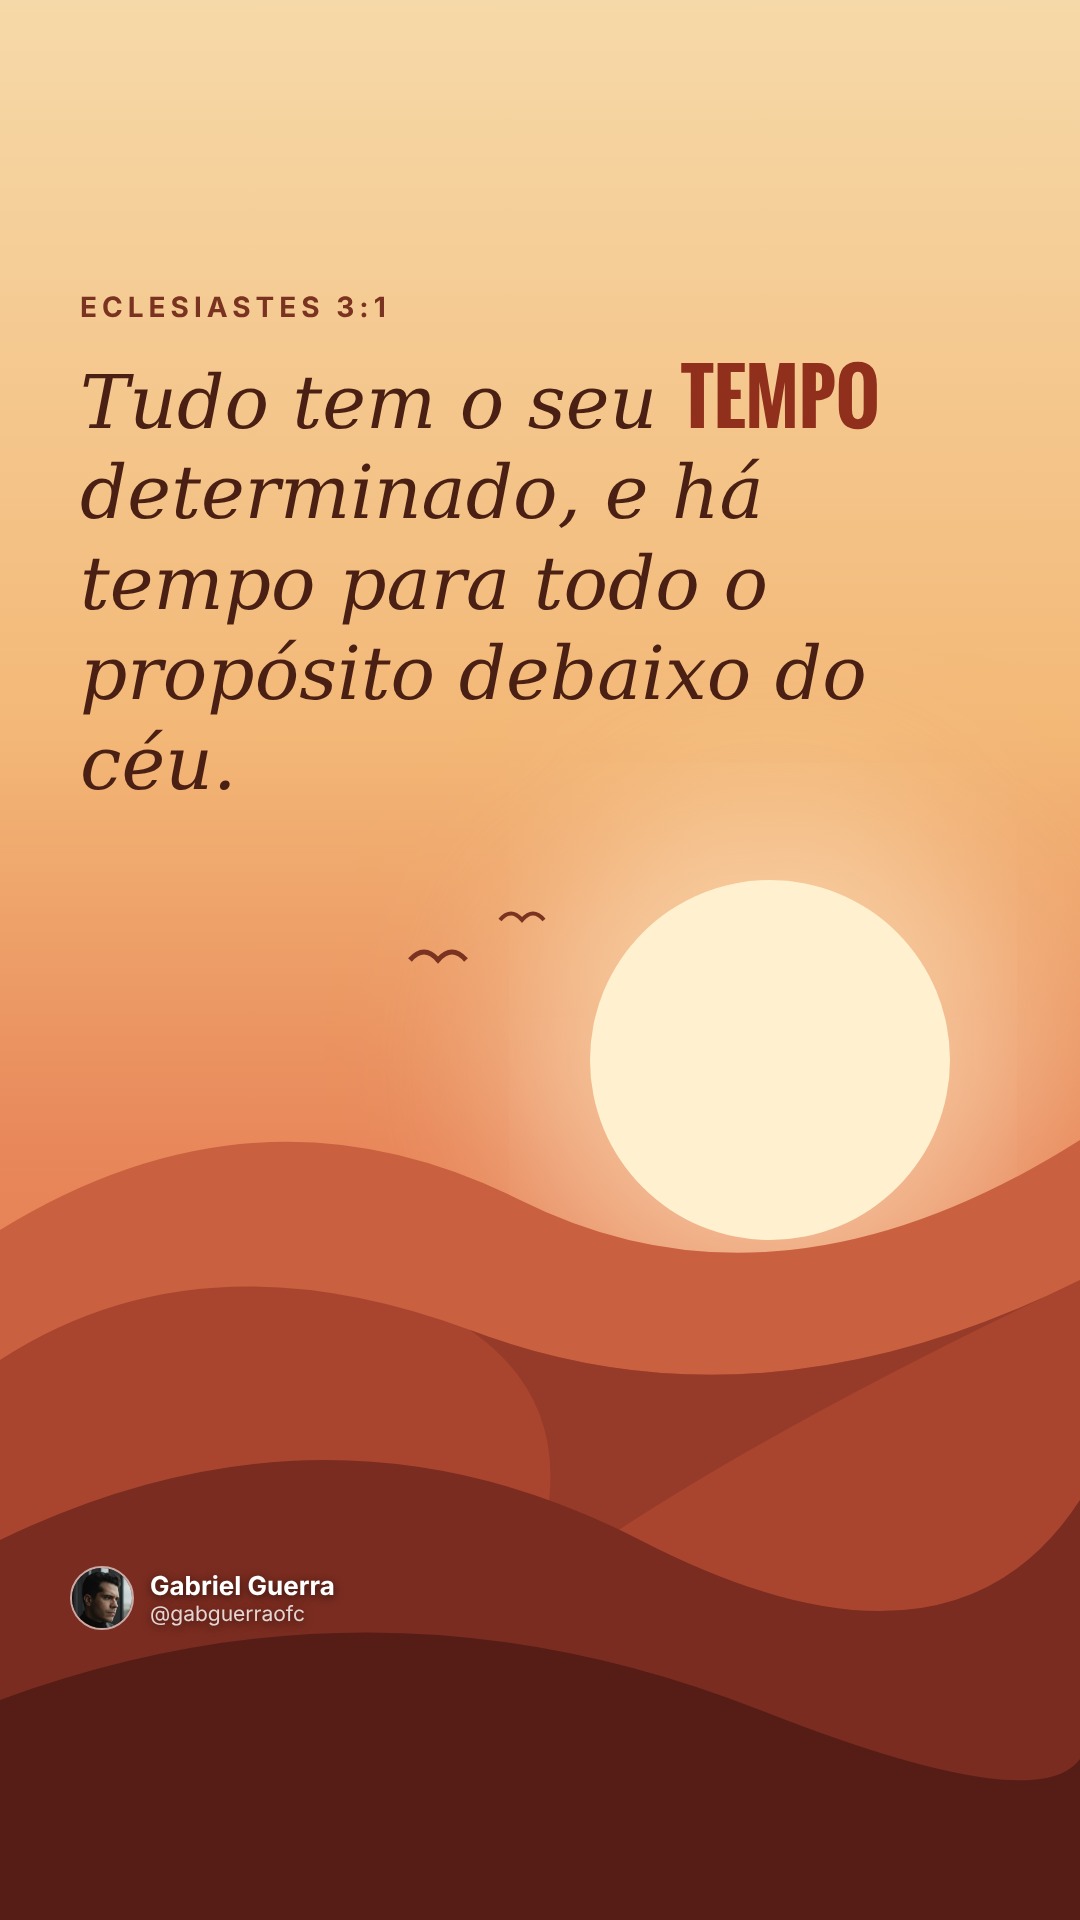 ECLESIASTES 3:1
Tudo tem o seu TEMPO
determinado, e há
tempo para todo o
propósito debaixo do
céu.
Gabriel Guerra
@gabguerraofc